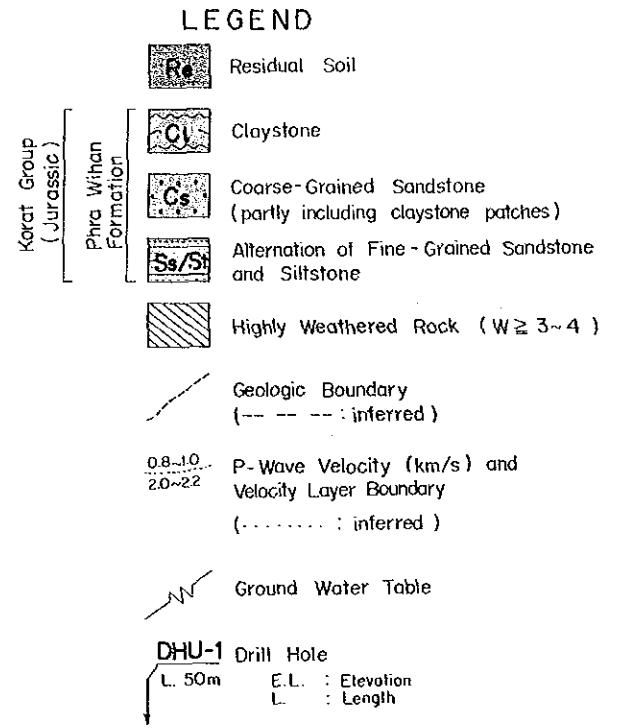 LEGEND
Re Residual Soil
Karat Group
(Jurassic)
Phra Wihan
Formation
Cl Claystone
Cs Coarse-Grained Sandstone
(partly including claystone patches)
Ss/St Alternation of Fine-Grained Sandstone
and Siltstone
Highly Weathered Rock (W ≧ 3~4)
Geologic Boundary
(-- -- -- : inferred)
0.8~1.0 P-Wave Velocity (km/s) and
2.0~2.2 Velocity Layer Boundary
(........ : inferred)
Ground Water Table
DHU-1 Drill Hole
L. 50m E.L. : Elevation
L. : Length